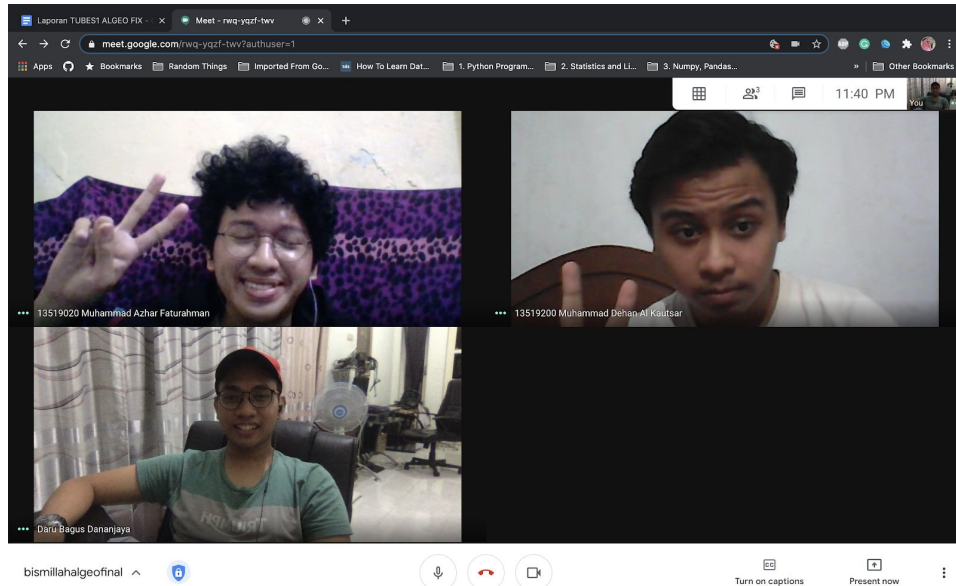 Laporan TUBES1 ALGEO FIX -
Meet - rwq-yqzf-twv
meet.google.com/rwq-yqzf-twv?authuser=1
Apps
Bookmarks
Random Things
Imported From Go...
How To Learn Dat...
1. Python Program...
2. Statistics and Li...
3. Numpy, Pandas...
»
Other Bookmarks
3
11:40 PM
You
13519020 Muhammad Azhar Faturahman
13519200 Muhammad Dehan Al Kautsar
TRIUMPH
Daru Bagus Dananjaya
bismillahalgeofinal
CC
Turn on captions
Present now